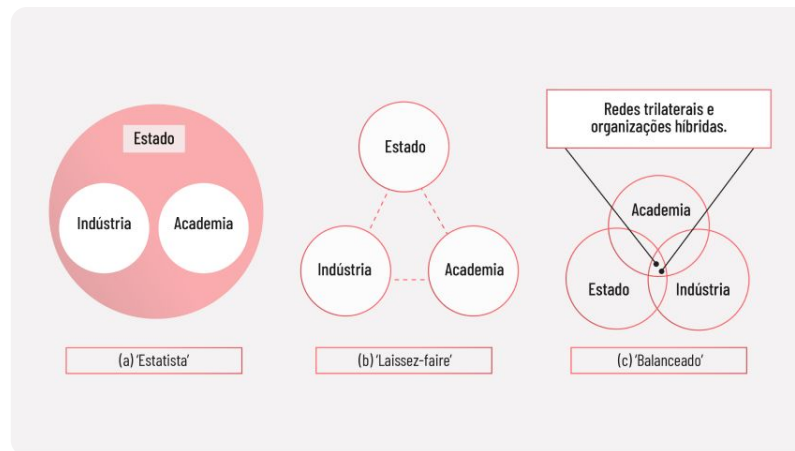 Estado
Indústria
Academia
(a) 'Estatista'
Estado
Indústria
Academia
(b) 'Laissez-faire'
Redes trilaterais e
organizações híbridas.
Academia
Estado
Indústria
(c) 'Balanceado'